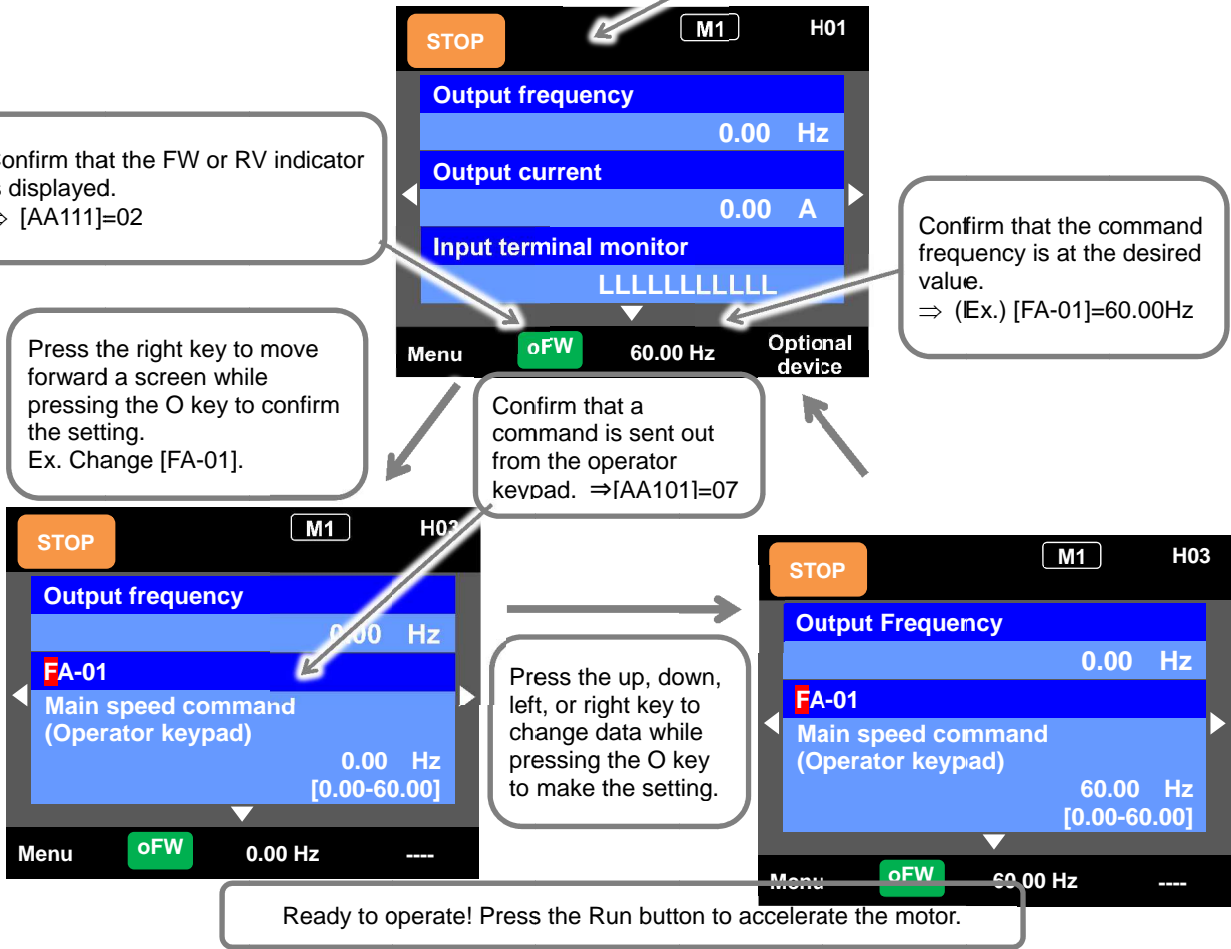 STOP M1 H01
Output frequency
0.00 Hz
Output current
0.00 A
Input terminal monitor
LLLLLLLLLLL
Menu oFW 60.00 Hz Optional
device
onfirm that the FW or RV indicator
displayed.
[AA111]=02
Confirm that the command
frequency is at the desired
value.
⇒ (Ex.) [FA-01]=60.00Hz
Press the right key to move
forward a screen while
pressing the O key to confirm
the setting.
Ex. Change [FA-01].
Confirm that a
command is sent out
from the operator
keypad. ⇒[AA101]=07
STOP M1 H03
Output frequency
0.00 Hz
FA-01
Main speed command
(Operator keypad)
0.00 Hz
[0.00-60.00]
Menu oFW 0.00 Hz ----
Press the up, down,
left, or right key to
change data while
pressing the O key
to make the setting.
STOP M1 H03
Output Frequency
0.00 Hz
FA-01
Main speed command
(Operator keypad)
60.00 Hz
[0.00-60.00]
Menu oFW 60.00 Hz ----
Ready to operate! Press the Run button to accelerate the motor.